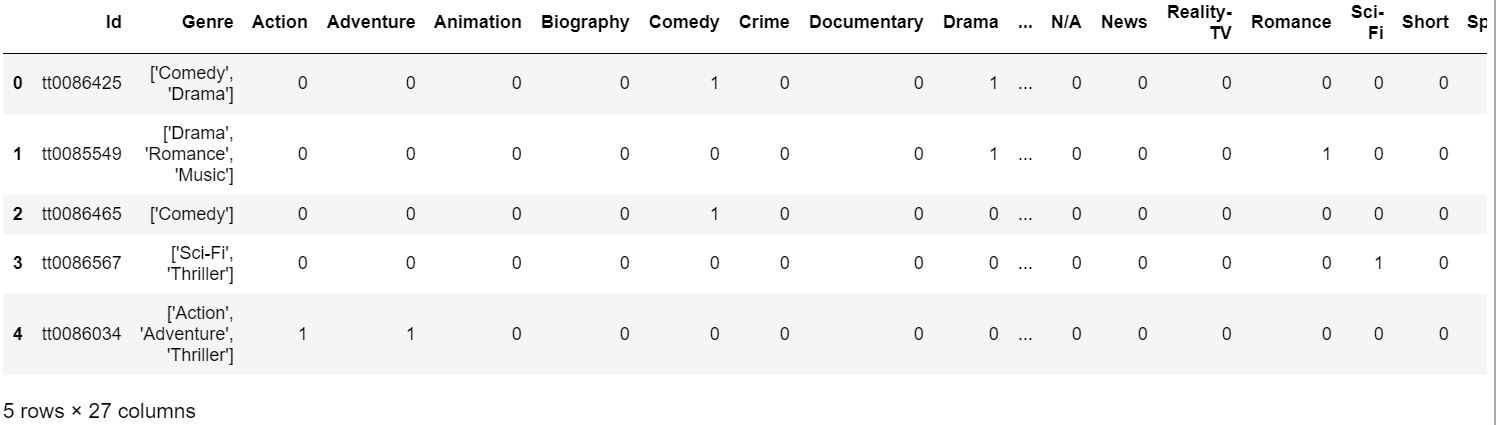 Id Genre Action Adventure Animation Biography Comedy Crime Documentary Drama ... N/A News Reality-TV Romance Sci-Fi Short Sp
0 tt0086425 ['Comedy', 'Drama'] 0 0 0 0 1 0 0 1 ... 0 0 0 0 0 0
1 tt0085549 ['Drama', 'Romance', 'Music'] 0 0 0 0 0 0 0 1 ... 0 0 0 1 0 0
2 tt0086465 ['Comedy'] 0 0 0 0 1 0 0 0 ... 0 0 0 0 0 0
3 tt0086567 ['Sci-Fi', 'Thriller'] 0 0 0 0 0 0 0 0 ... 0 0 0 0 1 0
4 tt0086034 ['Action', 'Adventure', 'Thriller'] 1 1 0 0 0 0 0 0 ... 0 0 0 0 0 0
5 rows × 27 columns